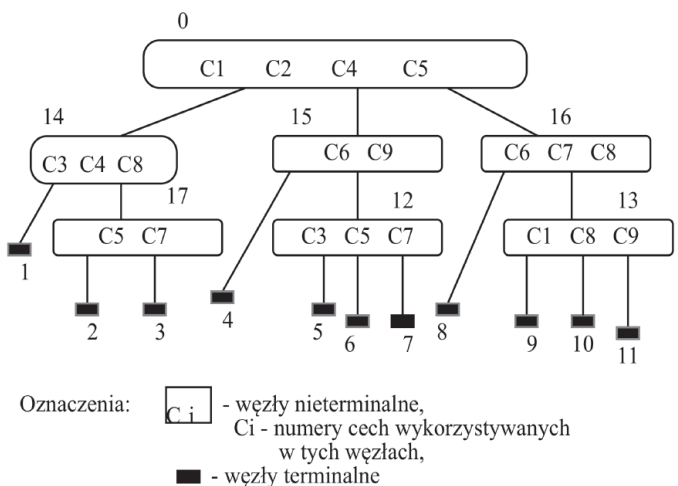 0
C1 C2 C4 C5
14 15 16
C3 C4 C8
C6 C9
C6 C7 C8
17 12 13
C5 C7
C3 C5 C7
C1 C8 C9
1
2 3 4 5 6 7 8 9 10 11
Oznaczenia:
C i
- węzły nieterminalne,
Ci - numery cech wykorzystywanych
w tych węzłach,
- węzły terminalne